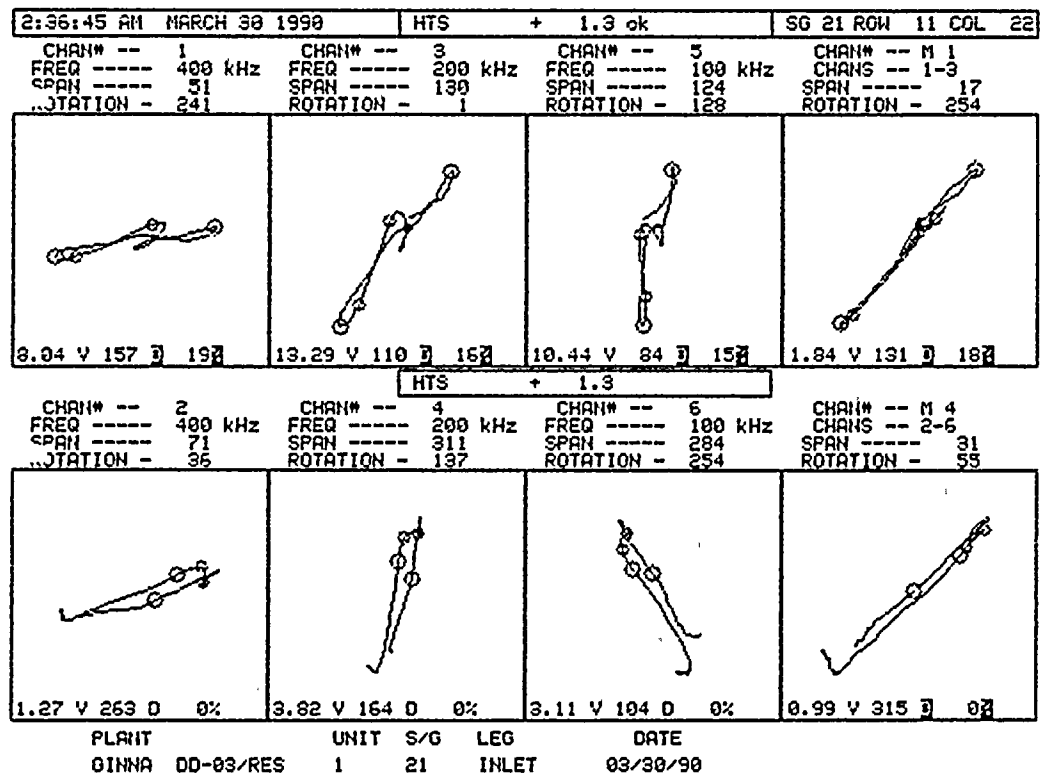 2:36:45 AM MARCH 30 1990 HTS + 1.3 ok SG 21 ROW 11 COL 22
CHAN# -- 1 CHAN# -- 3 CHAN# -- 5 CHAN# -- M 1
FREQ ----- 400 kHz FREQ ----- 200 kHz FREQ ----- 100 kHz CHANS -- 1-3
SPAN ----- 51 SPAN ----- 130 SPAN ----- 124 SPAN ----- 17
..OTATION - 241 ROTATION - 1 ROTATION - 128 ROTATION - 254
8.04 V 157 D 19% 13.29 V 110 D 16% 10.44 V 84 D 15% 1.84 V 131 D 18%
HTS + 1.3
CHAN# -- 2 CHAN# -- 4 CHAN# -- 6 CHAN# -- M 4
FREQ ----- 400 kHz FREQ ----- 200 kHz FREQ ----- 100 kHz CHANS -- 2-6
SPAN ----- 71 SPAN ----- 311 SPAN ----- 284 SPAN ----- 31
..OTATION - 36 ROTATION - 137 ROTATION - 254 ROTATION - 55
1.27 V 263 D 0% 3.82 V 164 D 0% 3.11 V 104 D 0% 0.99 V 315 D 0%
PLANT UNIT S/G LEG DATE
GINNA DD-03/RES 1 21 INLET 03/30/90